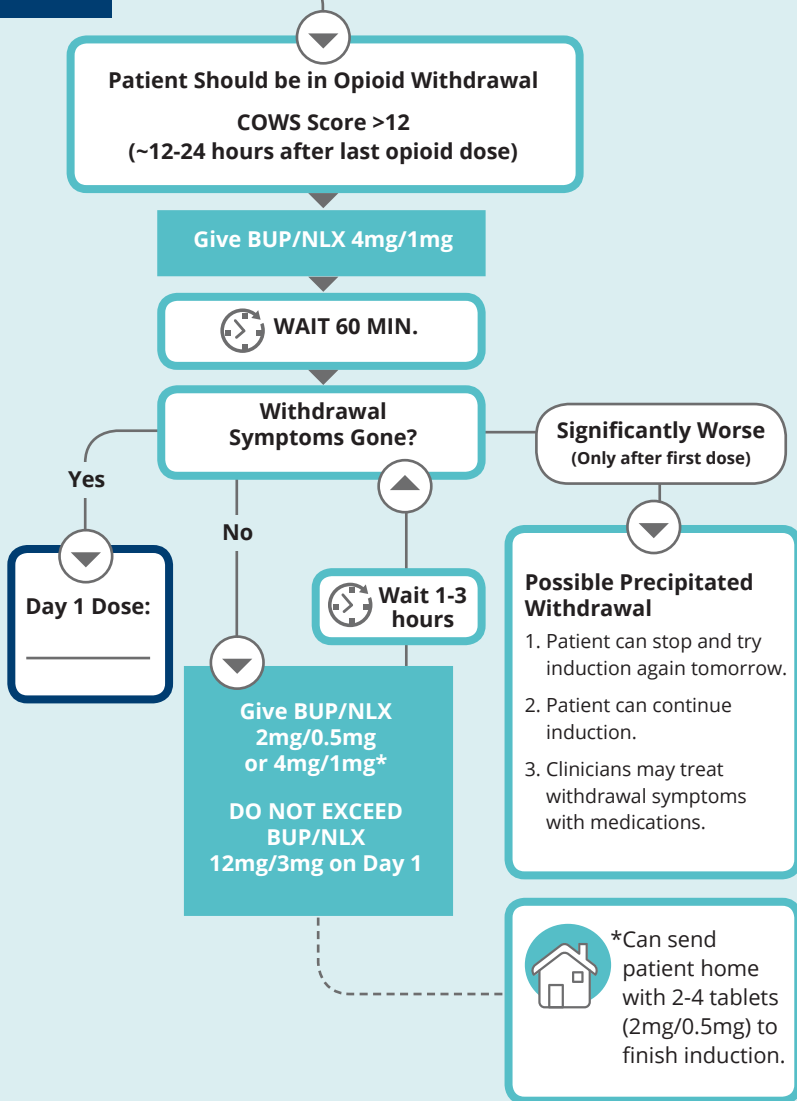 Patient Should be in Opioid Withdrawal
COWS Score >12
(~12-24 hours after last opioid dose)
Give BUP/NLX 4mg/1mg
WAIT 60 MIN.
Withdrawal
Symptoms Gone?
Significantly Worse
(Only after first dose)
Yes
No
Day 1 Dose:
Wait 1-3
hours
Give BUP/NLX
2mg/0.5mg
or 4mg/1mg*
DO NOT EXCEED
BUP/NLX
12mg/3mg on Day 1
Possible Precipitated
Withdrawal
1. Patient can stop and try
induction again tomorrow.
2. Patient can continue
induction.
3. Clinicians may treat
withdrawal symptoms
with medications.
*Can send
patient home
with 2-4 tablets
(2mg/0.5mg) to
finish induction.